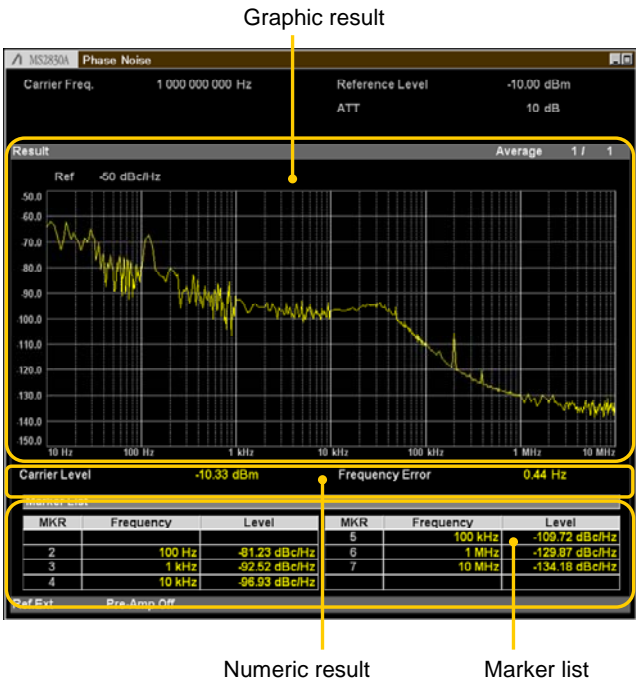 Graphic result
MS2830A Phase Noise
Carrier Freq. 1 000 000 000 Hz Reference Level -10.00 dBm
ATT 10 dB
Result Average 1 / 1
Ref -50 dBc/Hz
-50.0
-60.0
-70.0
-80.0
-90.0
-100.0
-110.0
-120.0
-130.0
-140.0
-150.0
10 Hz 100 Hz 1 kHz 10 kHz 100 kHz 1 MHz 10 MHz
Carrier Level -10.33 dBm Frequency Error 0.44 Hz
Marker List
MKR Frequency Level MKR Frequency Level
5 100 kHz -109.72 dBc/Hz
2 100 Hz -81.23 dBc/Hz 6 1 MHz -129.87 dBc/Hz
3 1 kHz -92.52 dBc/Hz 7 10 MHz -134.18 dBc/Hz
4 10 kHz -96.93 dBc/Hz
Ref.Ext Pre-Amp Off
Numeric result Marker list